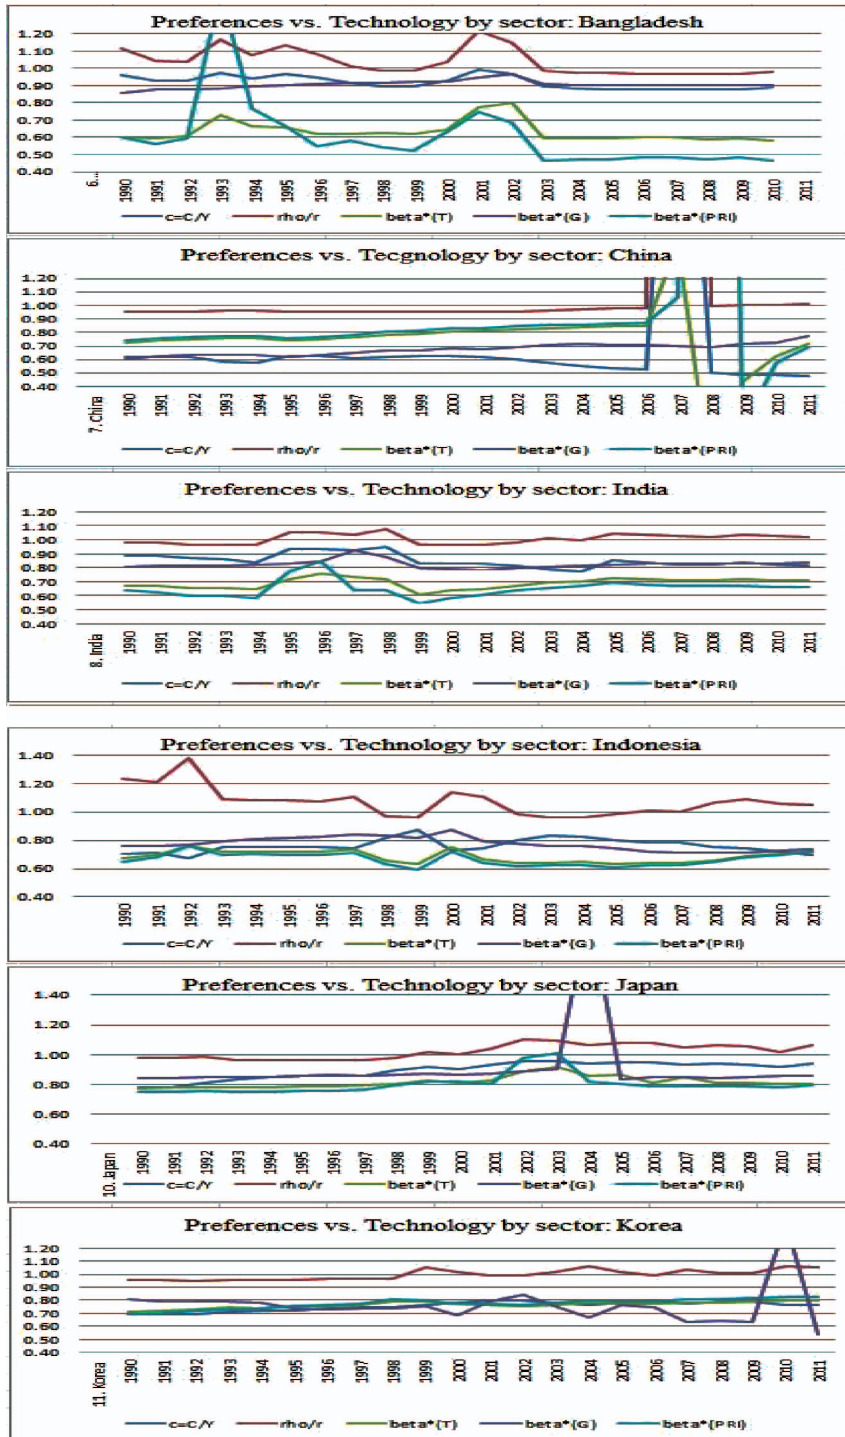 Preferences vs. Technology by sector: Bangladesh
1.20
1.10
1.00
0.90
0.80
0.70
0.60
0.50
0.40
6...
1990 1991 1992 1993 1994 1995 1996 1997 1998 1999 2000 2001 2002 2003 2004 2005 2006 2007 2008 2009 2010 2011
c=C/Y rho/r beta*(T) beta*(G) beta*(PRI)
Preferences vs. Tecgnology by sector: China
1.20
1.00
0.90
0.80
0.70
0.60
0.50
0.40
7. China
1990 1991 1992 1993 1994 1995 1996 1997 1998 1999 2000 2001 2002 2003 2004 2005 2006 2007 2008 2009 2010 2011
c=C/Y rho/r beta*(T) beta*(G) beta*(PRI)
Preferences vs. Technology by sector: India
1.20
1.10
1.00
0.90
0.80
0.70
0.60
0.50
0.40
8. India
1990 1991 1992 1993 1994 1995 1996 1997 1998 1999 2000 2001 2002 2003 2004 2005 2006 2007 2008 2009 2010 2011
c=C/Y rho/r beta*(T) beta*(G) beta*(PRI)
Preferences vs. Technology by sector: Indonesia
1.40
1.20
1.00
0.80
0.60
0.40
1990 1991 1992 1993 1994 1995 1996 1997 1998 1999 2000 2001 2002 2003 2004 2005 2006 2007 2008 2009 2010 2011
c=C/Y rho/r beta*(T) beta*(G) beta*(PRI)
Preferences vs. Technology by sector: Japan
1.40
1.20
1.00
0.80
0.60
0.40
10. Japan
1990 1991 1992 1993 1994 1995 1996 1997 1998 1999 2000 2001 2002 2003 2004 2005 2006 2007 2008 2009 2010 2011
c=C/Y rho/r beta*(T) beta*(G) beta*(PRI)
Preferences vs. Technology by sector: Korea
1.20
1.10
1.00
0.90
0.80
0.70
0.60
0.50
0.40
11. Korea
1990 1991 1992 1993 1994 1995 1996 1997 1998 1999 2000 2001 2002 2003 2004 2005 2006 2007 2008 2009 2010 2011
c=C/Y rho/r beta*(T) beta*(G) beta*(PRI)